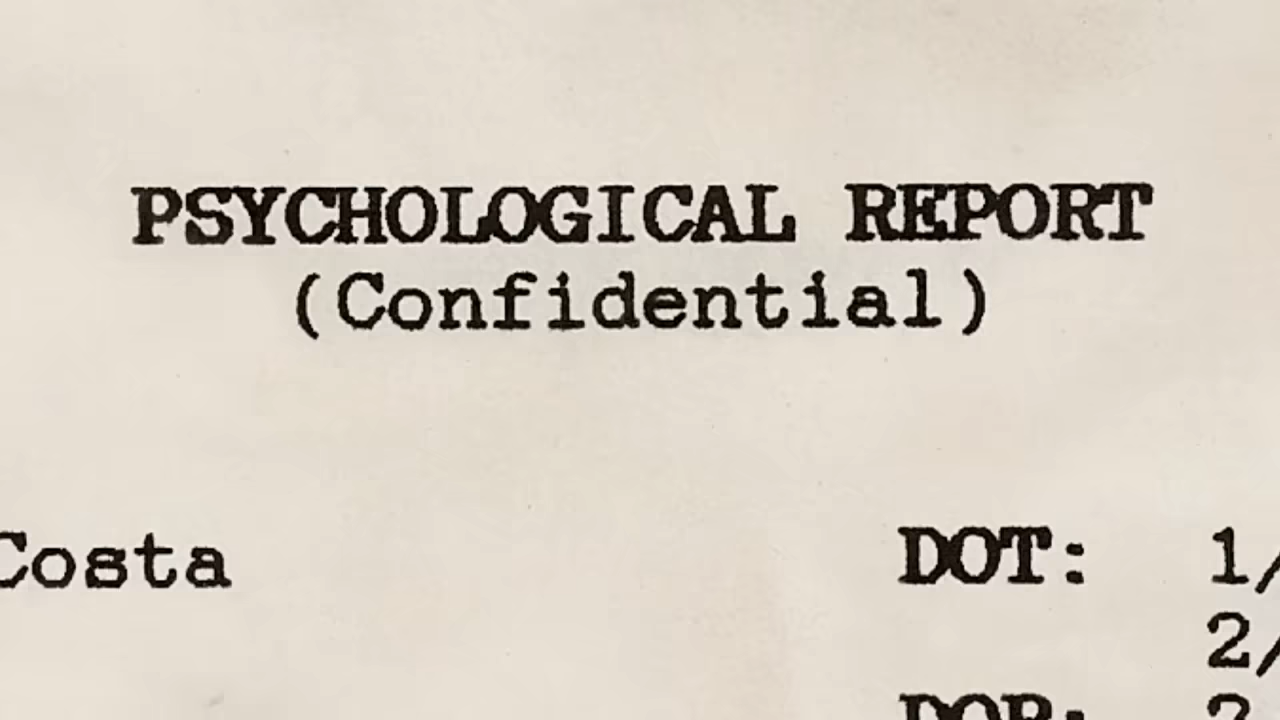 PSYCHOLOGICAL REPORT
(Confidential)
Costa DOT: 1/
2/